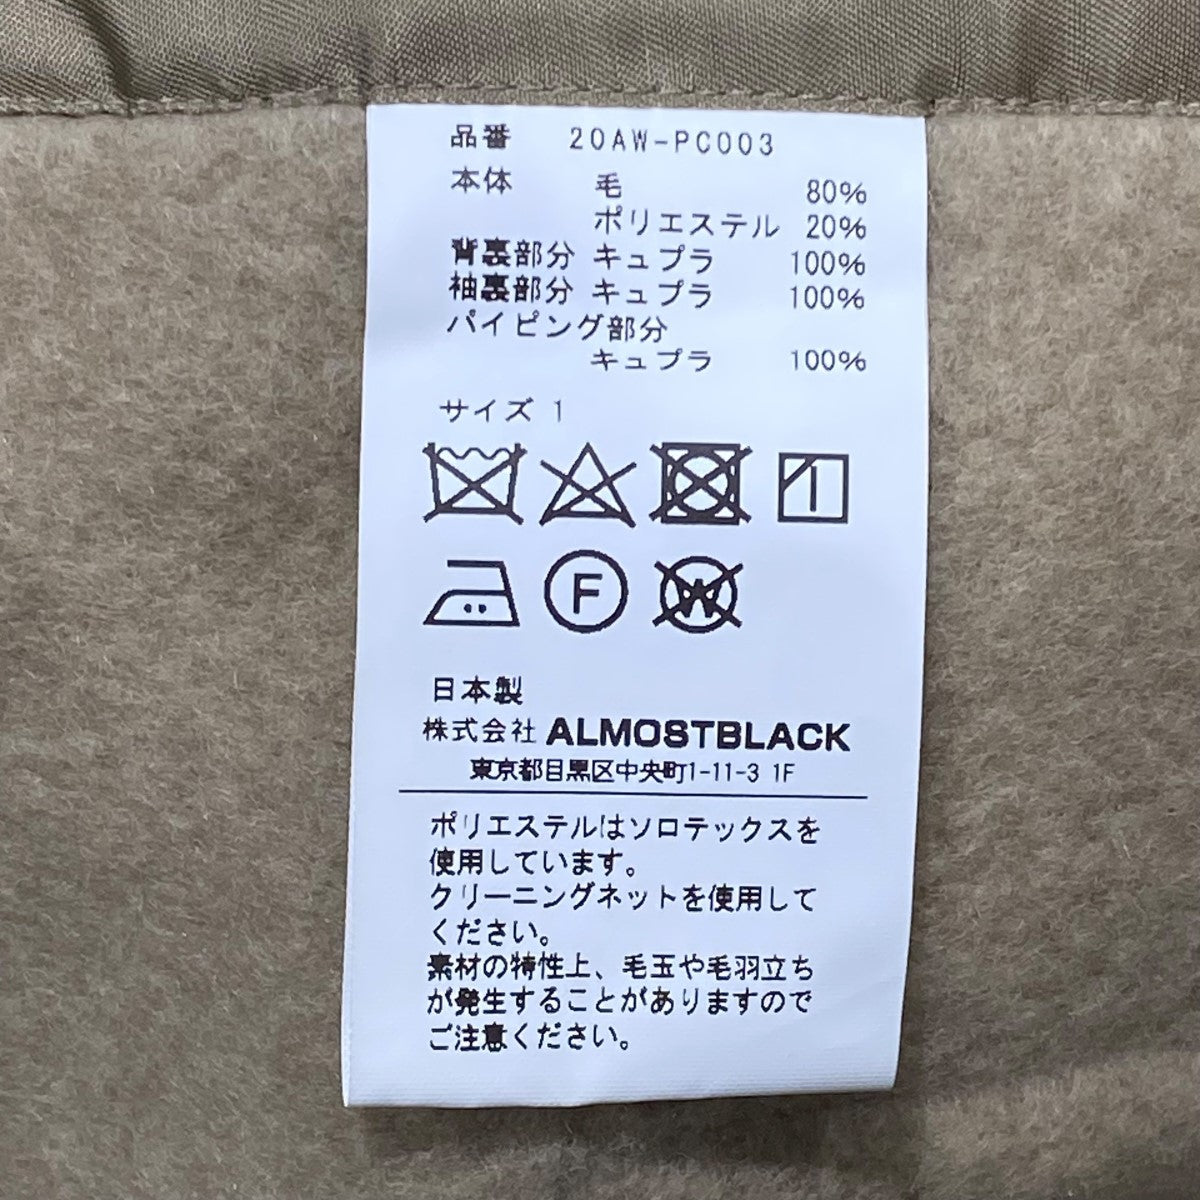 品番 20AW-PC003
本体 毛 80%
ポリエステル 20%
背裏部分 キュプラ 100%
袖裏部分 キュプラ 100%
パイピング部分
キュプラ 100%
サイズ 1
F W
日本製
株式会社 ALMOSTBLACK
東京都目黒区中央町1-11-3 1F
ポリエステルはソロテックスを
使用しています。
クリーニングネットを使用して
ください。
素材の特性上、毛玉や毛羽立ち
が発生することがありますので
ご注意ください。